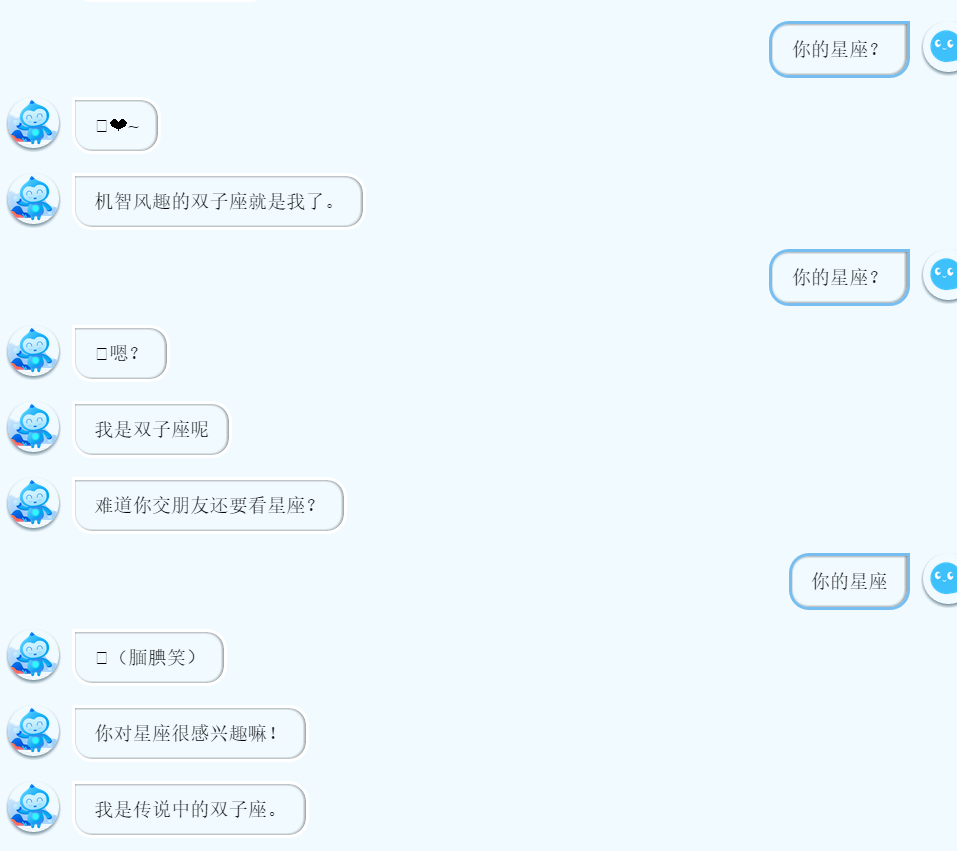 你的星座？
□❤~
机智风趣的双子座就是我了。
你的星座？
□嗯？
我是双子座呢
难道你交朋友还要看星座？
你的星座
□（腼腆笑）
你对星座很感兴趣嘛！
我是传说中的双子座。